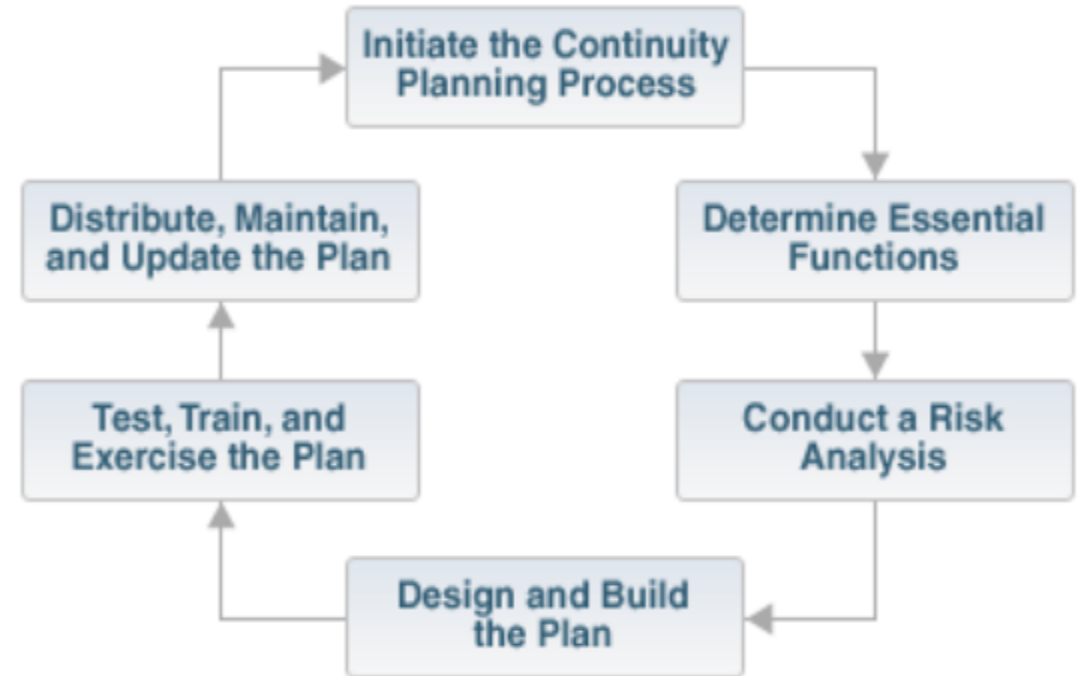 Initiate the Continuity
Planning Process
Determine Essential
Functions
Conduct a Risk
Analysis
Design and Build
the Plan
Test, Train, and
Exercise the Plan
Distribute, Maintain,
and Update the Plan